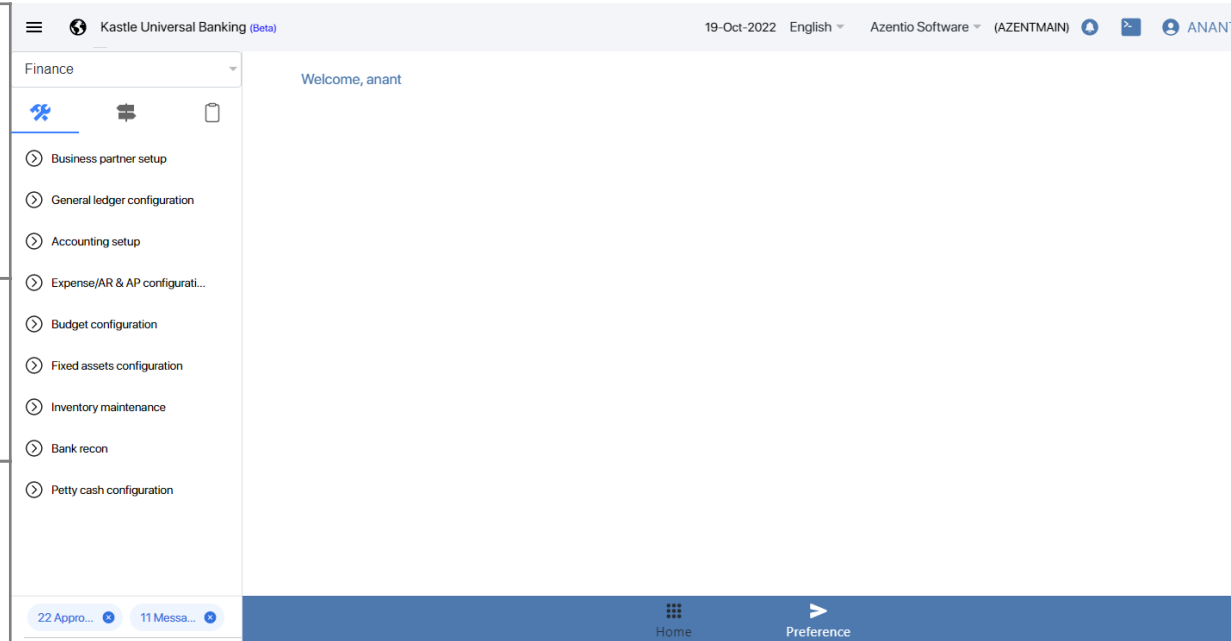 Kastle Universal Banking (Beta) 19-Oct-2022 English Azentio Software (AZENTMAIN) ANANT
Finance
Welcome, anant
Business partner setup
General ledger configuration
Accounting setup
Expense/AR & AP configurati...
Budget configuration
Fixed assets configuration
Inventory maintenance
Bank recon
Petty cash configuration
22 Appro... 11 Messa...
Home Preference